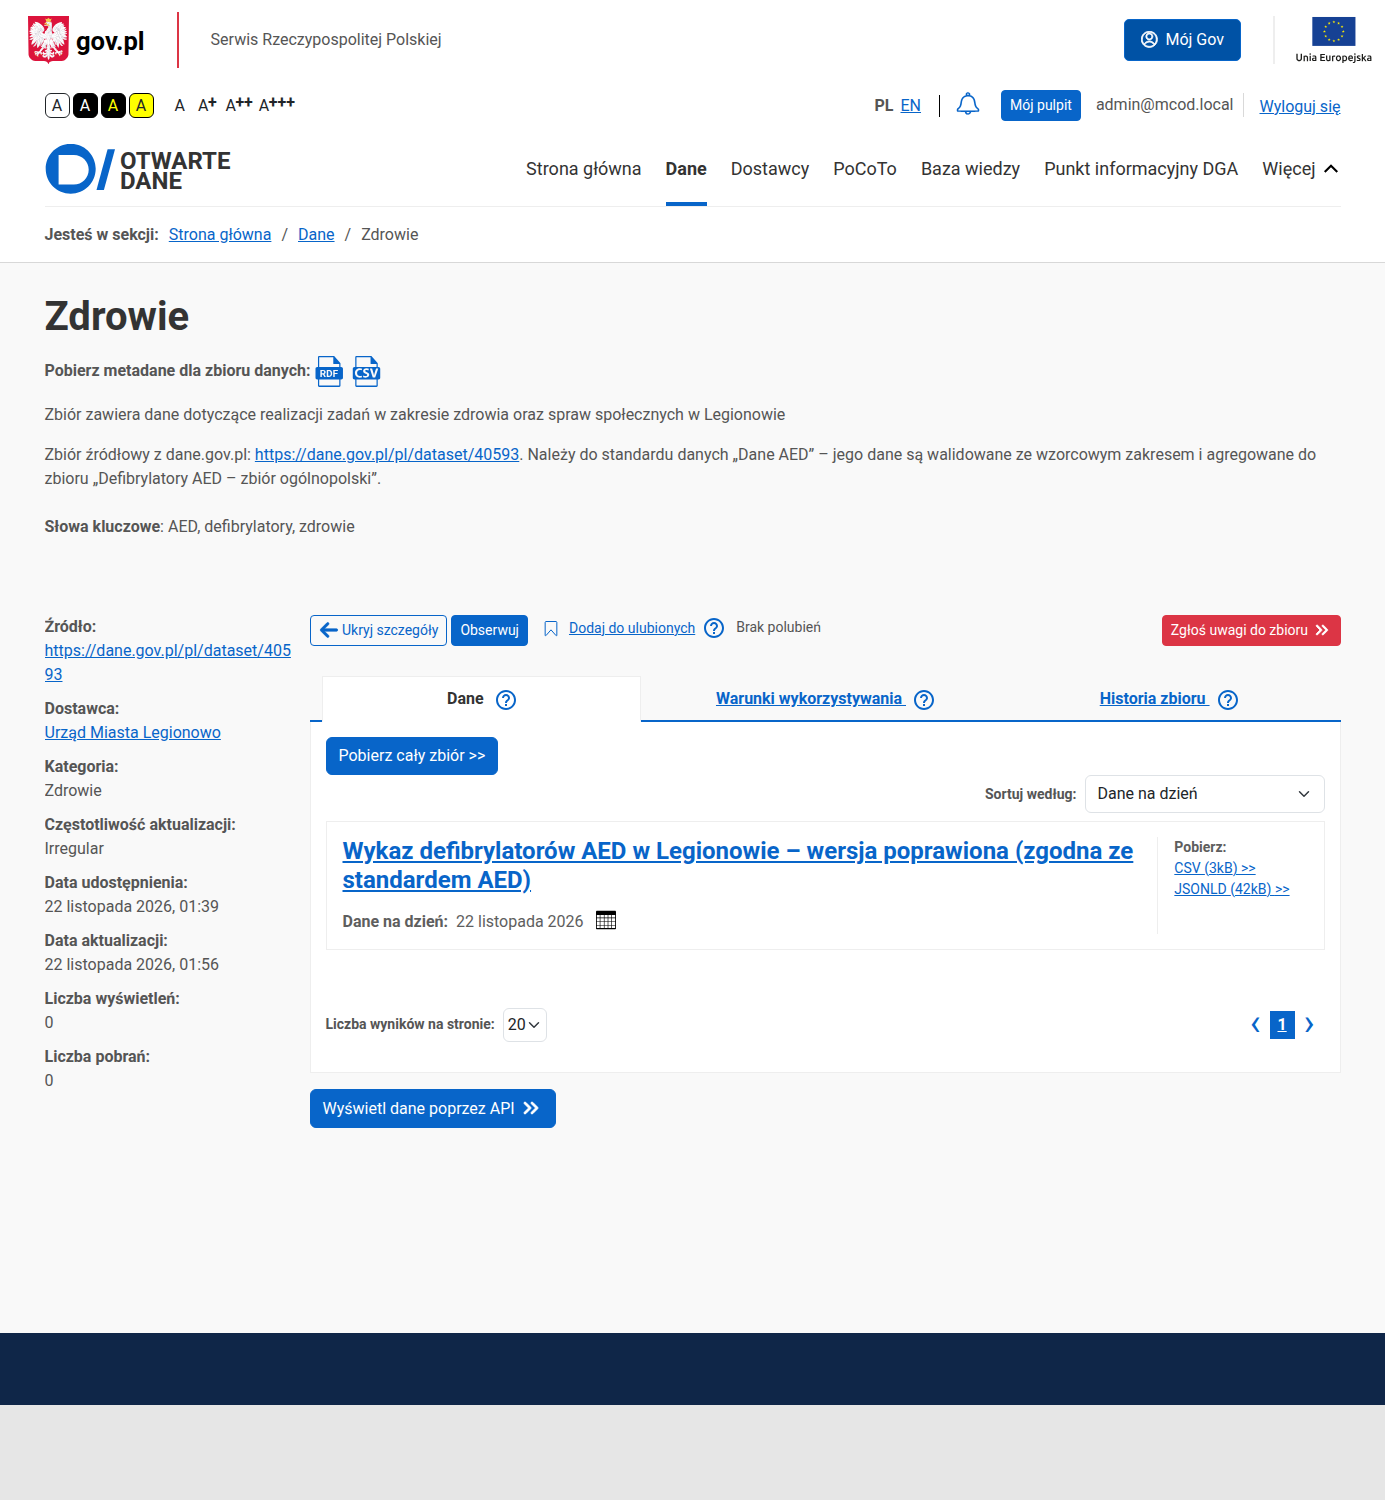 gov.pl
Serwis Rzeczypospolitej Polskiej
Mój Gov
Unia Europejska
A A A A A A+ A++ A+++
PL EN
Mój pulpit
admin@mcod.local
Wyloguj się
OTWARTE
DANE
Strona główna Dane Dostawcy PoCoTo Baza wiedzy Punkt informacyjny DGA Więcej
Jesteś w sekcji: Strona główna / Dane / Zdrowie
Zdrowie
Pobierz metadane dla zbioru danych: RDF CSV
Zbiór zawiera dane dotyczące realizacji zadań w zakresie zdrowia oraz spraw społecznych w Legionowie
Zbiór źródłowy z dane.gov.pl: https://dane.gov.pl/pl/dataset/40593. Należy do standardu danych „Dane AED” – jego dane są walidowane ze wzorcowym zakresem i agregowane do
zbioru „Defibrylatory AED – zbiór ogólnopolski”.
Słowa kluczowe: AED, defibrylatory, zdrowie
Źródło:
https://dane.gov.pl/pl/dataset/405
93
Dostawca:
Urząd Miasta Legionowo
Kategoria:
Zdrowie
Częstotliwość aktualizacji:
Irregular
Data udostępnienia:
22 listopada 2026, 01:39
Data aktualizacji:
22 listopada 2026, 01:56
Liczba wyświetleń:
0
Liczba pobrań:
0
Ukryj szczegóły
Obserwuj
Dodaj do ulubionych ?
Brak polubień
Zgłoś uwagi do zbioru
Dane ?
Warunki wykorzystywania ?
Historia zbioru ?
Pobierz cały zbiór >>
Sortuj według: Dane na dzień
Wykaz defibrylatorów AED w Legionowie – wersja poprawiona (zgodna ze
standardem AED)
Dane na dzień: 22 listopada 2026
Pobierz:
CSV (3kB) >>
JSONLD (42kB) >>
Liczba wyników na stronie: 20
1
Wyświetl dane poprzez API